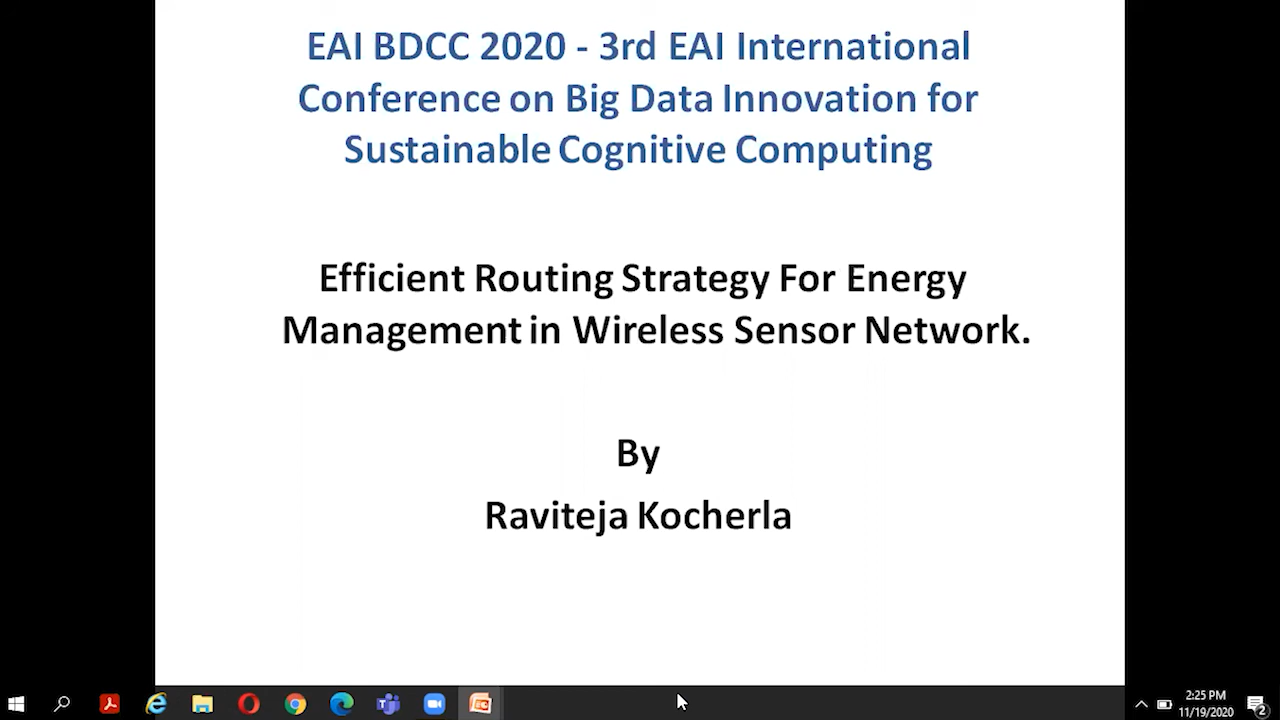 EAI BDCC 2020 - 3rd EAI International
Conference on Big Data Innovation for
Sustainable Cognitive Computing
Efficient Routing Strategy For Energy
Management in Wireless Sensor Network.
By
Raviteja Kocherla
2:25 PM
11/19/2020
2